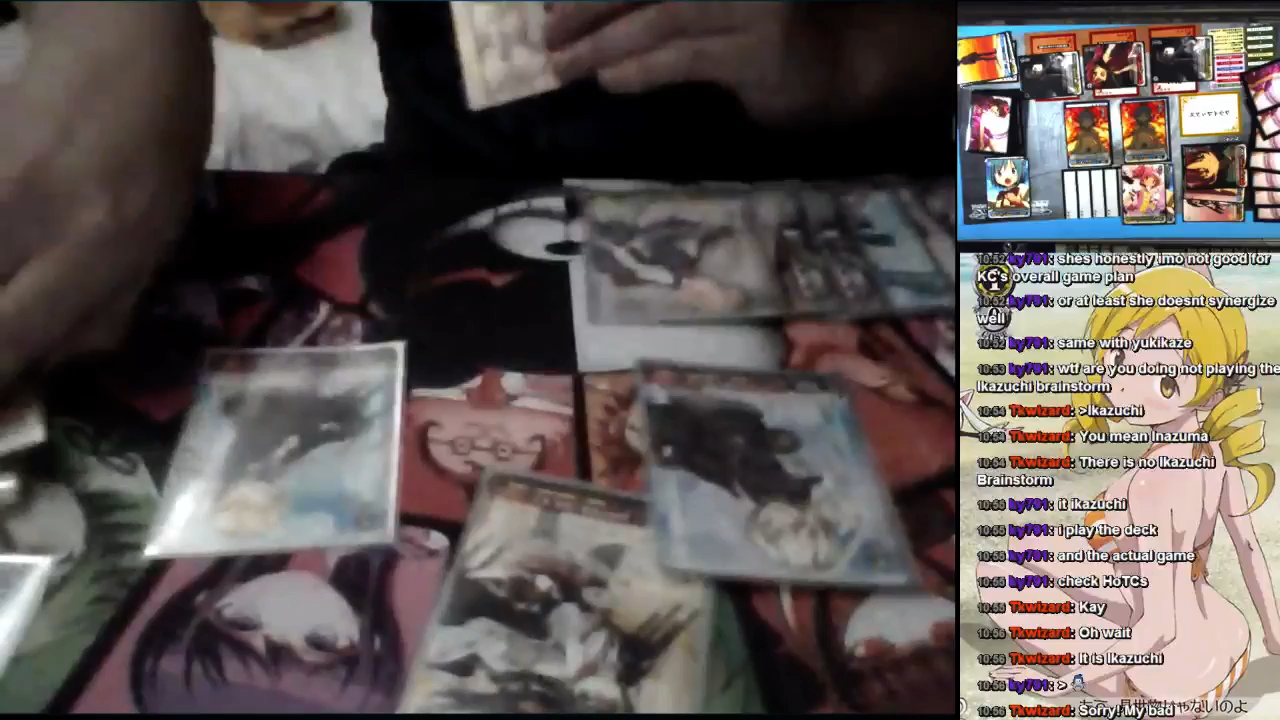 10:52 ky791: shes honestly imo not good for
KC's overall game plan
10:52 ky791: or at least she doesnt synergize
well
10:52 ky791: same with yukikaze
10:53 ky791: wtf are you doing not playing the
Ikazuchi brainstorm
10:54 Tkwizard: >Ikazuchi
10:54 Tkwizard: You mean Inazuma
10:54 Tkwizard: There is no Ikazuchi
Brainstorm
10:55 ky791: it ikazuchi
10:55 ky791: i play the deck
10:55 ky791: and the actual game
10:55 ky791: check HoTCs
10:55 Tkwizard: Kay
10:56 Tkwizard: Oh wait
10:56 Tkwizard: It is Ikazuchi
10:56 ky791: >
10:56 Tkwizard: Sorry! My bad